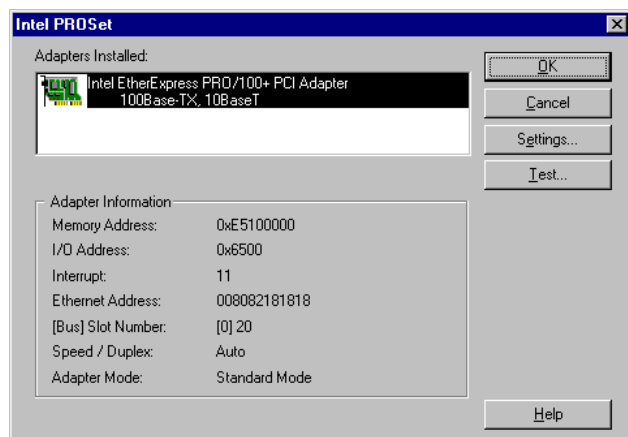 Intel PROSet
Adapters Installed:
Intel EtherExpress PRO/100+ PCI Adapter
100Base-TX, 10BaseT
OK
Cancel
Settings...
Test...
Adapter Information
Memory Address: 0xE5100000
I/O Address: 0x6500
Interrupt: 11
Ethernet Address: 008082181818
[Bus] Slot Number: [0] 20
Speed / Duplex: Auto
Adapter Mode: Standard Mode
Help